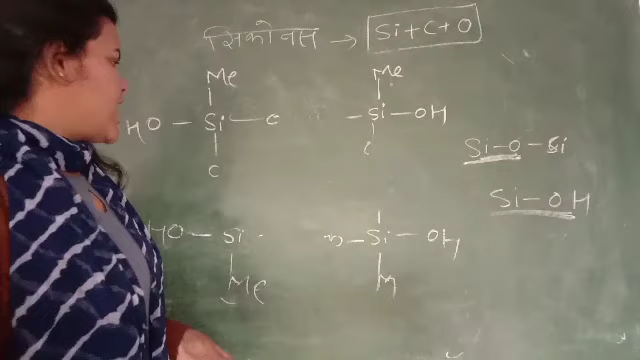 सिकोनस → Si + C + O
Me Me
HO - Si - C - Si - OH
C C
Si - O - Si
Si - OH
HO - Si - Si - OH
Me M